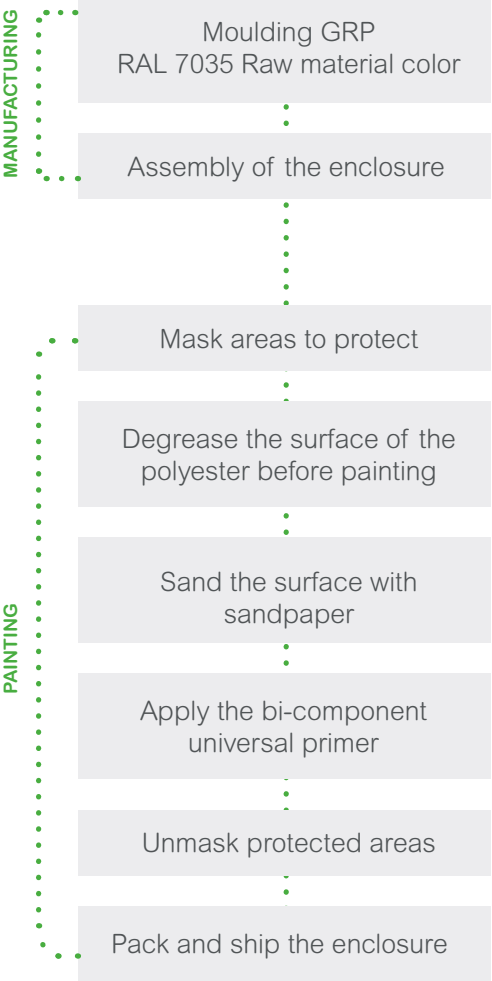 MANUFACTURING
Moulding GRP
RAL 7035 Raw material color
Assembly of the enclosure
PAINTING
Mask areas to protect
Degrease the surface of the
polyester before painting
Sand the surface with
sandpaper
Apply the bi-component
universal primer
Unmask protected areas
Pack and ship the enclosure